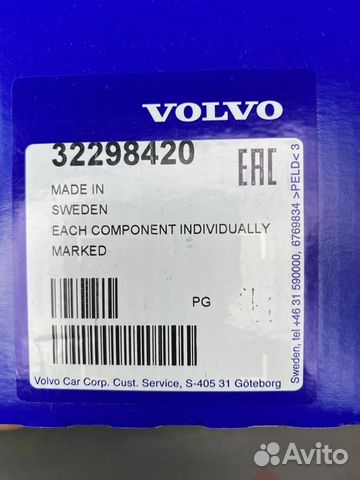 VOLVO
32298420
EAC
MADE IN
SWEDEN
EACH COMPONENT INDIVIDUALLY
MARKED
PG
Volvo Car Corp. Cust. Service, S-405 31 Göteborg
Sweden, tel +46 31 590000, 6769834 >PELD< 3
Avito